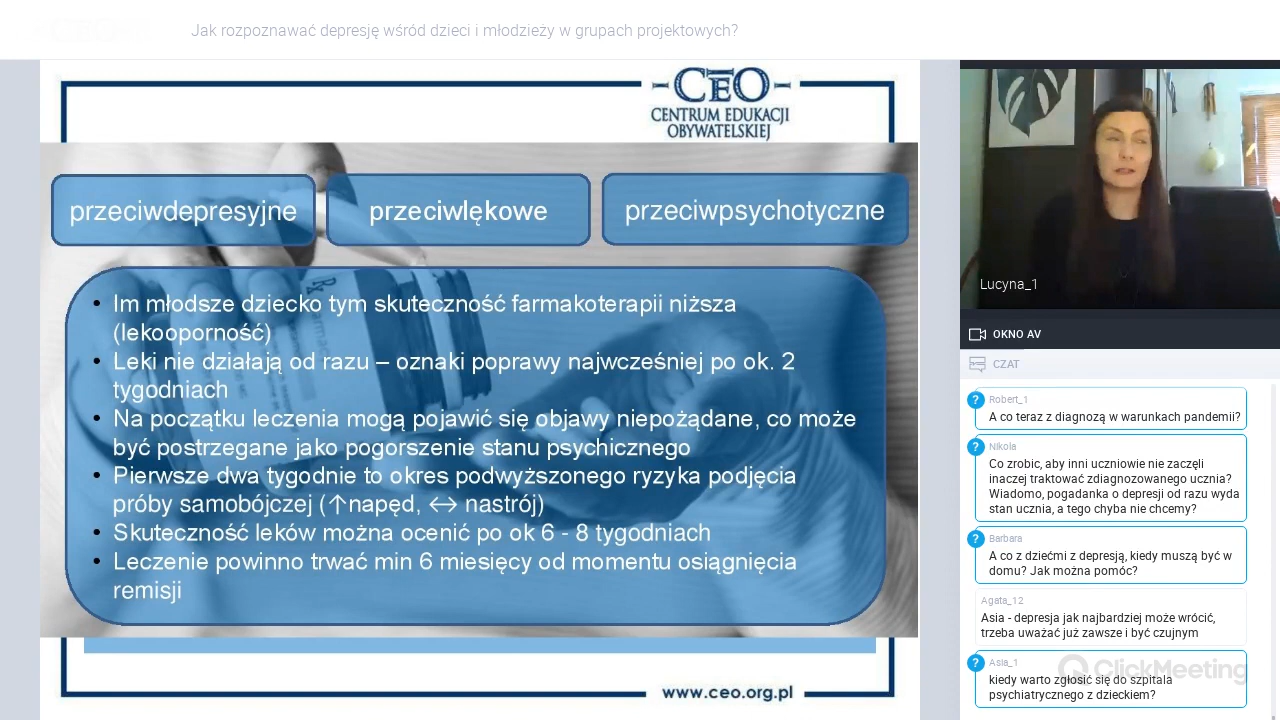 Jak rozpoznawać depresję wśród dzieci i młodzieży w grupach projektowych?
CEO
CENTRUM EDUKACJI
OBYWATELSKIEJ
przeciwdepresyjne
przeciwlękowe
przeciwpsychotyczne
• Im młodsze dziecko tym skuteczność farmakoterapii niższa
(lekooporność)
• Leki nie działają od razu – oznaki poprawy najwcześniej po ok. 2
tygodniach
• Na początku leczenia mogą pojawić się objawy niepożądane, co może
być postrzegane jako pogorszenie stanu psychicznego
• Pierwsze dwa tygodnie to okres podwyższonego ryzyka podjęcia
próby samobójczej (↑napęd, ↔ nastrój)
• Skuteczność leków można ocenić po ok 6 - 8 tygodniach
• Leczenie powinno trwać min 6 miesięcy od momentu osiągnięcia
remisji
www.ceo.org.pl
Lucyna_1
OKNO AV
CZAT
Robert_1
A co teraz z diagnozą w warunkach pandemii?
Nikola
Co zrobic, aby inni uczniowie nie zaczęli
inaczej traktować zdiagnozowanego ucznia?
Wiadomo, pogadanka o depresji od razu wyda
stan ucznia, a tego chyba nie chcemy?
Barbara
A co z dziećmi z depresją, kiedy muszą być w
domu? Jak można pomóc?
Agata_12
Asia - depresja jak najbardziej może wrócić,
trzeba uważać już zawsze i być czujnym
Asia_1
kiedy warto zgłosić się do szpitala
psychiatrycznego z dzieckiem?
ClickMeeting